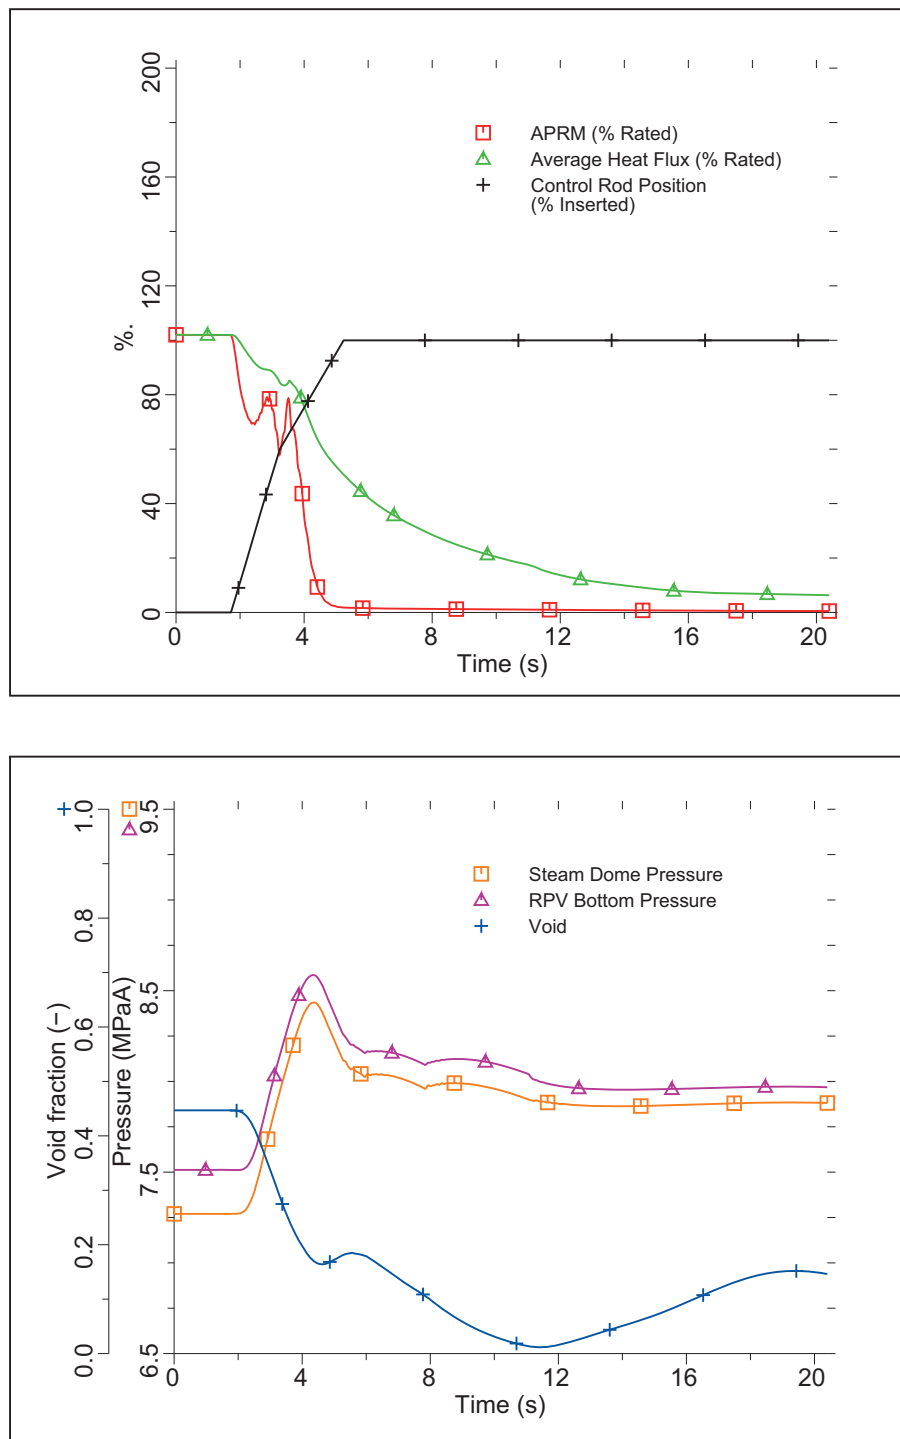 200
160
120
80
40
0
%.
APRM (% Rated)
Average Heat Flux (% Rated)
Control Rod Position
(% Inserted)
0 4 8 12 16 20
Time (s)
1.0
0.8
0.6
0.4
0.2
0.0
Void fraction (−)
9.5
8.5
7.5
6.5
Pressure (MPaA)
Steam Dome Pressure
RPV Bottom Pressure
Void
0 4 8 12 16 20
Time (s)